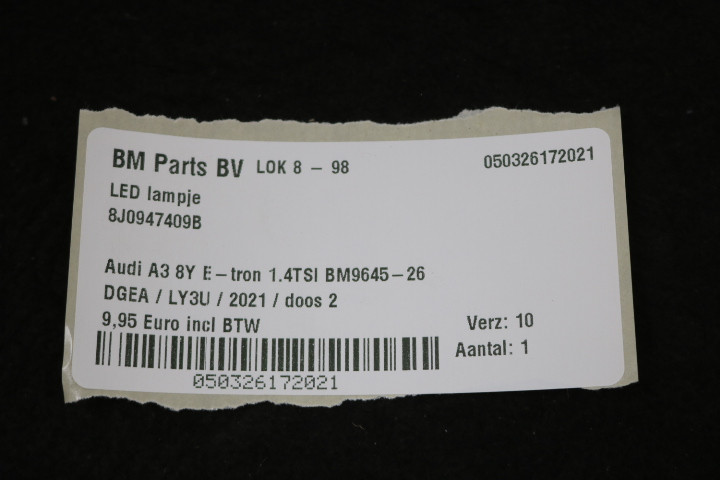 BM Parts BV LOK 8 - 98 050326172021
LED lampje
8J0947409B
Audi A3 8Y E-tron 1.4TSI BM9645-26
DGEA / LY3U / 2021 / doos 2
9,95 Euro incl BTW Verz: 10
Aantal: 1
050326172021